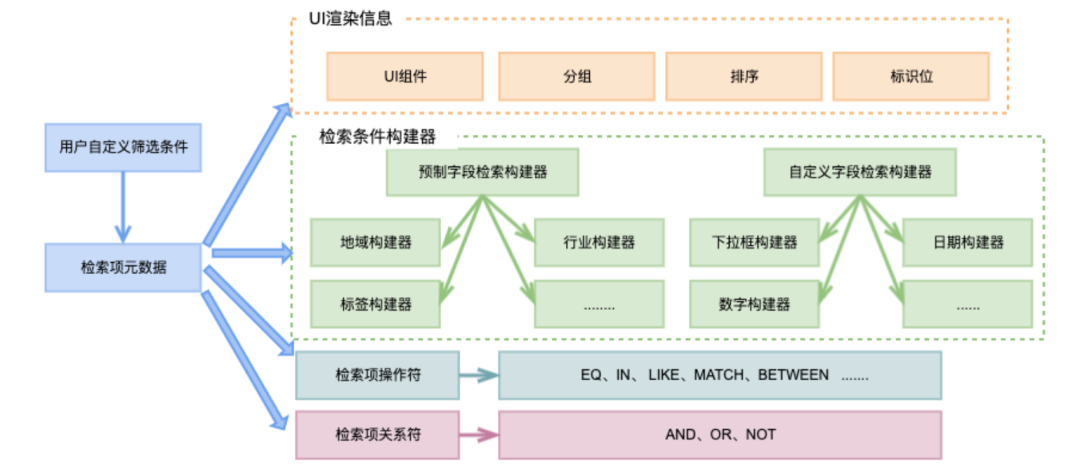 UI渲染信息
UI组件
分组
排序
标识位
用户自定义筛选条件
检索项元数据
检索条件构建器
预制字段检索构建器
自定义字段检索构建器
地域构建器
行业构建器
下拉框构建器
日期构建器
标签构建器
........
数字构建器
......
检索项操作符
EQ、IN、 LIKE、MATCH、BETWEEN .......
检索项关系符
AND、OR、NOT